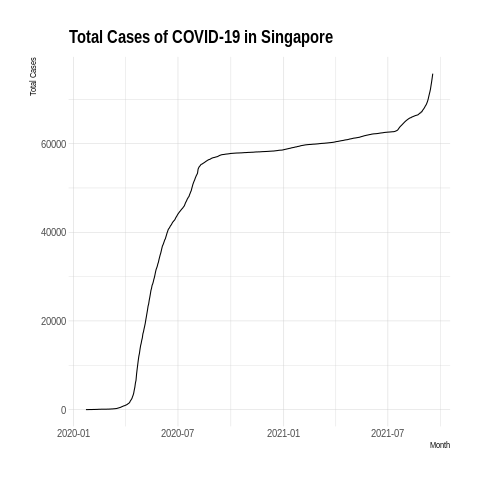 Total Cases of COVID-19 in Singapore
Total Cases
60000
40000
20000
0
2020-01 2020-07 2021-01 2021-07
Month